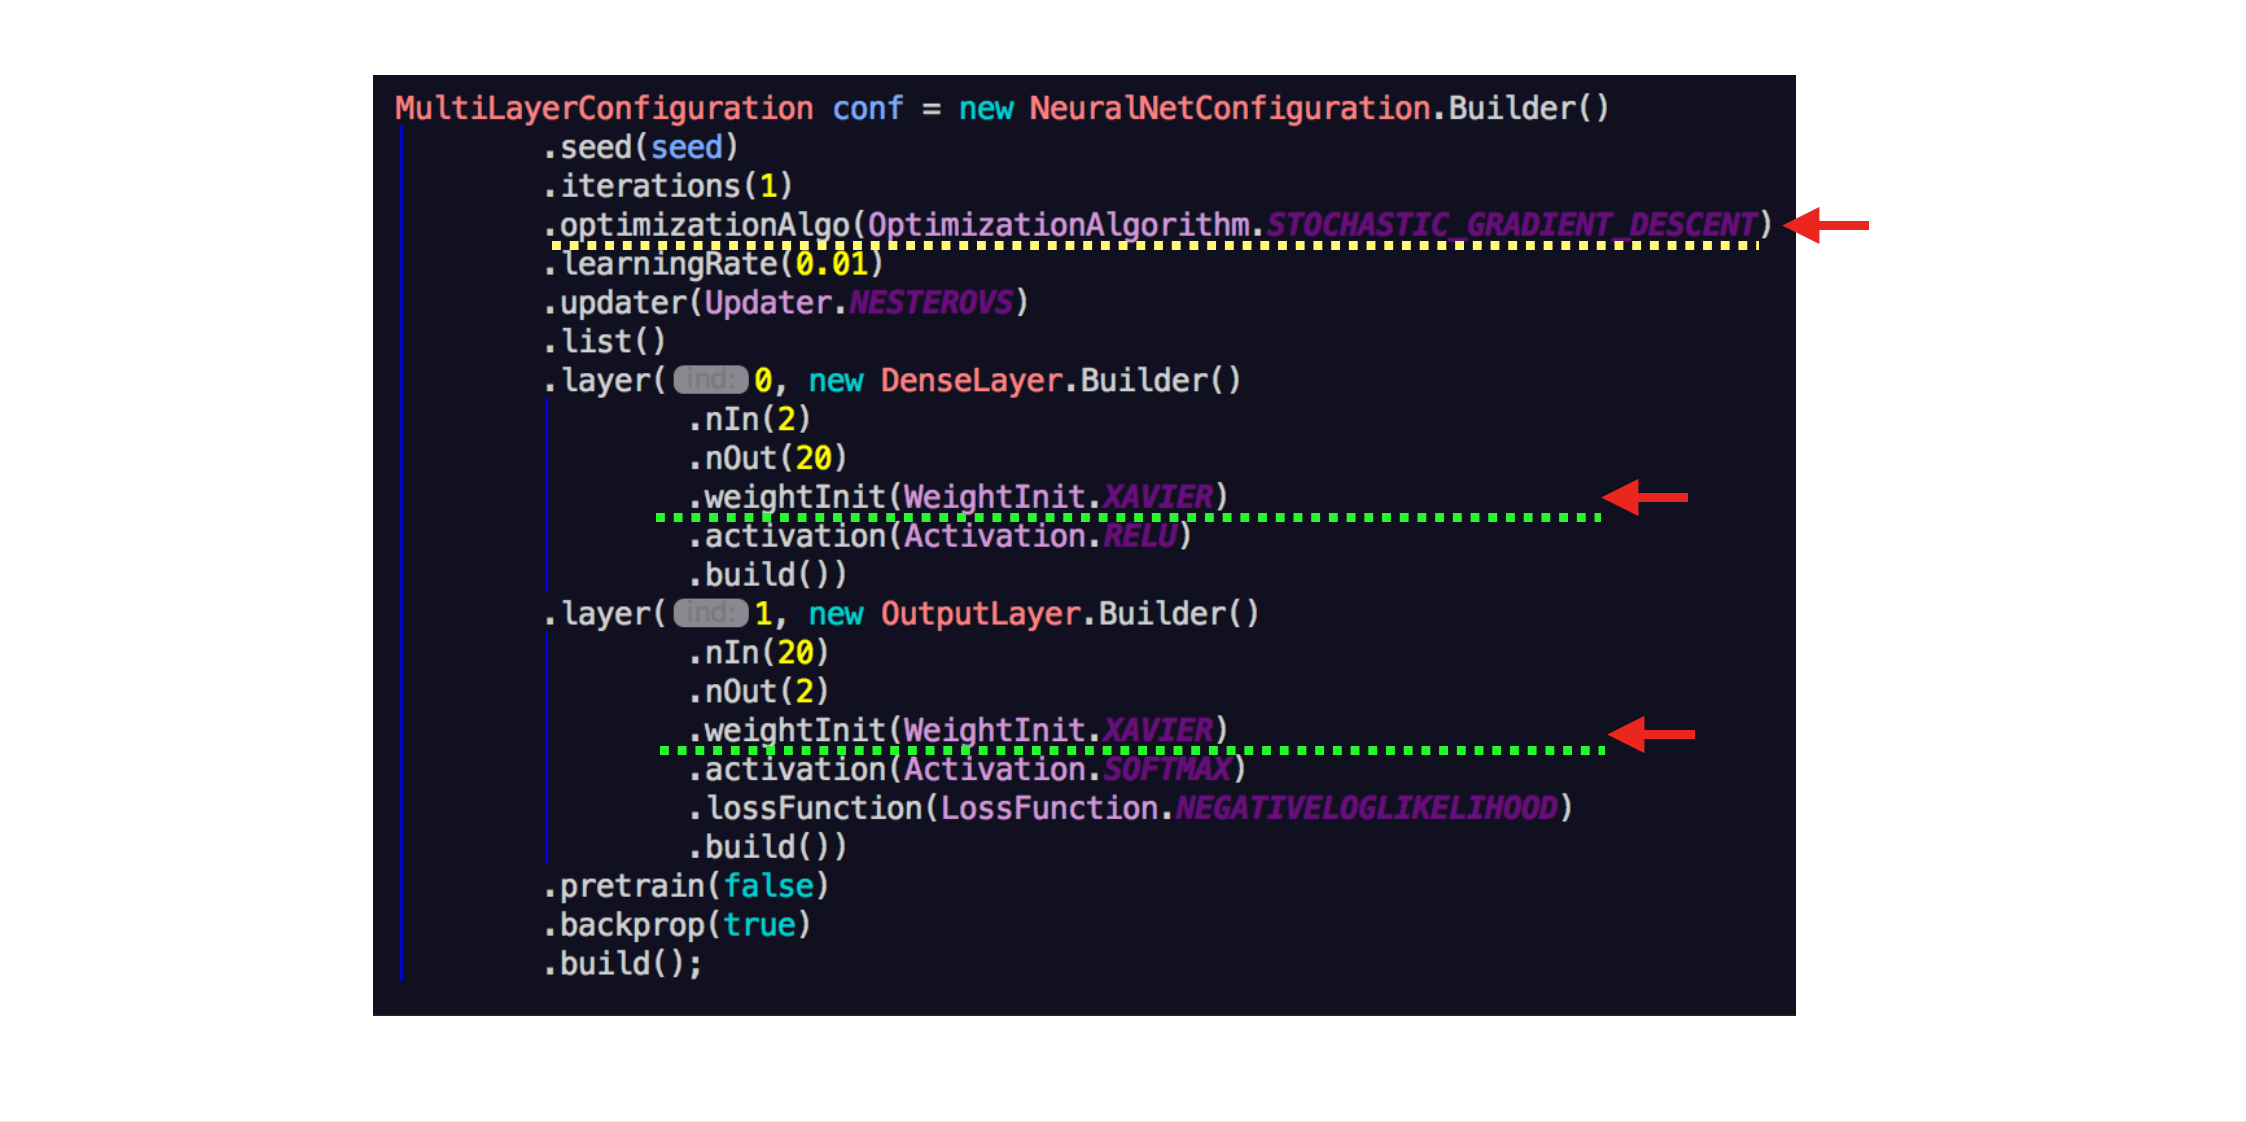 MultiLayerConfiguration conf = new NeuralNetConfiguration.Builder()
.seed(seed)
.iterations(1)
.optimizationAlgo(OptimizationAlgorithm.STOCHASTIC_GRADIENT_DESCENT)
.learningRate(0.01)
.updater(Updater.NESTEROVS)
.list()
.layer( ind: 0, new DenseLayer.Builder()
.nIn(2)
.nOut(20)
.weightInit(WeightInit.XAVIER)
.activation(Activation.RELU)
.build())
.layer( ind: 1, new OutputLayer.Builder()
.nIn(20)
.nOut(2)
.weightInit(WeightInit.XAVIER)
.activation(Activation.SOFTMAX)
.lossFunction(LossFunction.NEGATIVELOGLIKELIHOOD)
.build())
.pretrain(false)
.backprop(true)
.build();